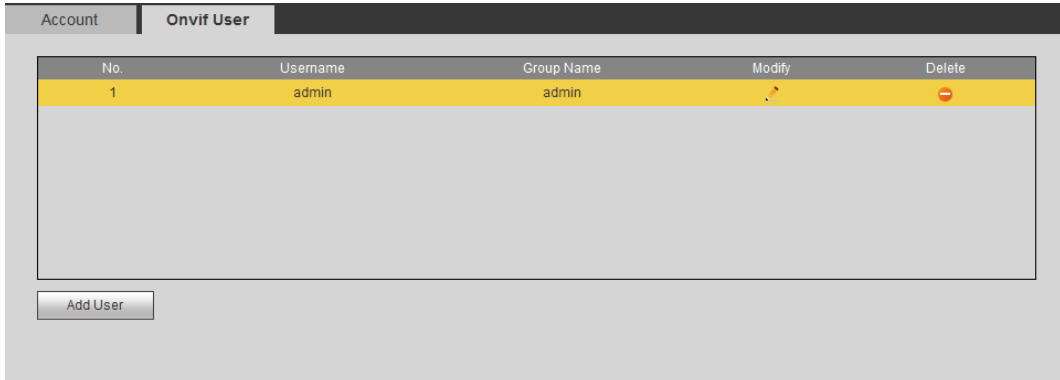 Account Onvif User
No. Username Group Name Modify Delete
1 admin admin
Add User